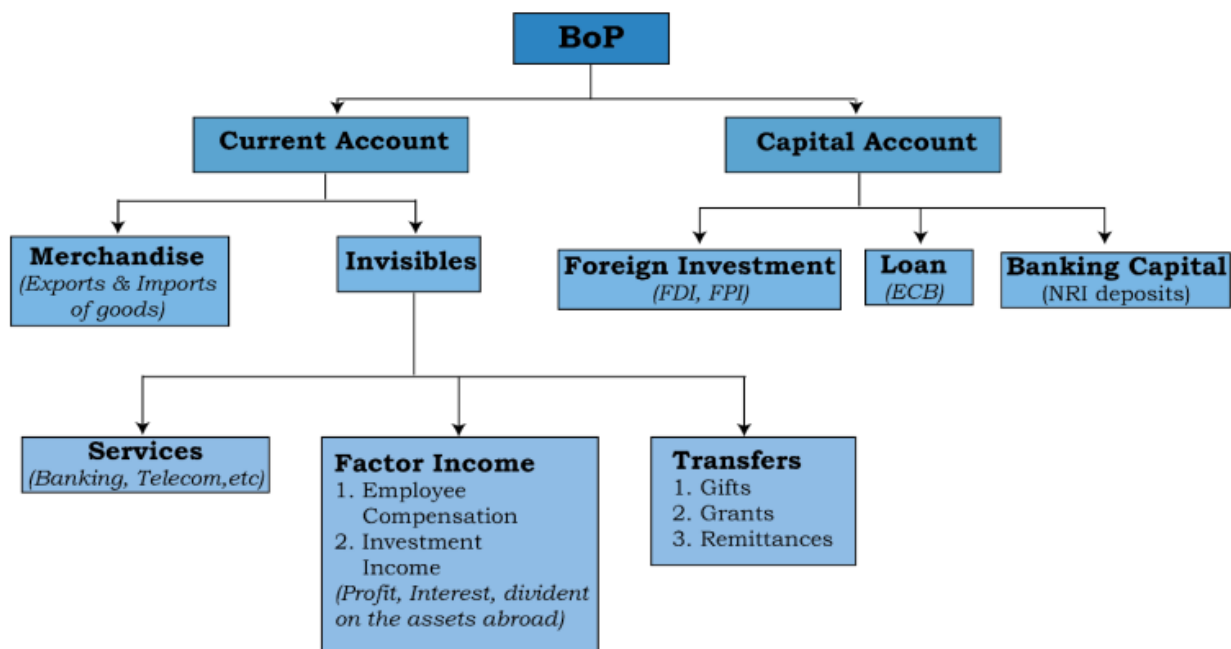 BoP
Current Account
Capital Account
Merchandise
(Exports & Imports
of goods)
Invisibles
Foreign Investment
(FDI, FPI)
Loan
(ECB)
Banking Capital
(NRI deposits)
Services
(Banking, Telecom,etc)
Factor Income
1. Employee
Compensation
2. Investment
Income
(Profit, Interest, divident
on the assets abroad)
Transfers
1. Gifts
2. Grants
3. Remittances